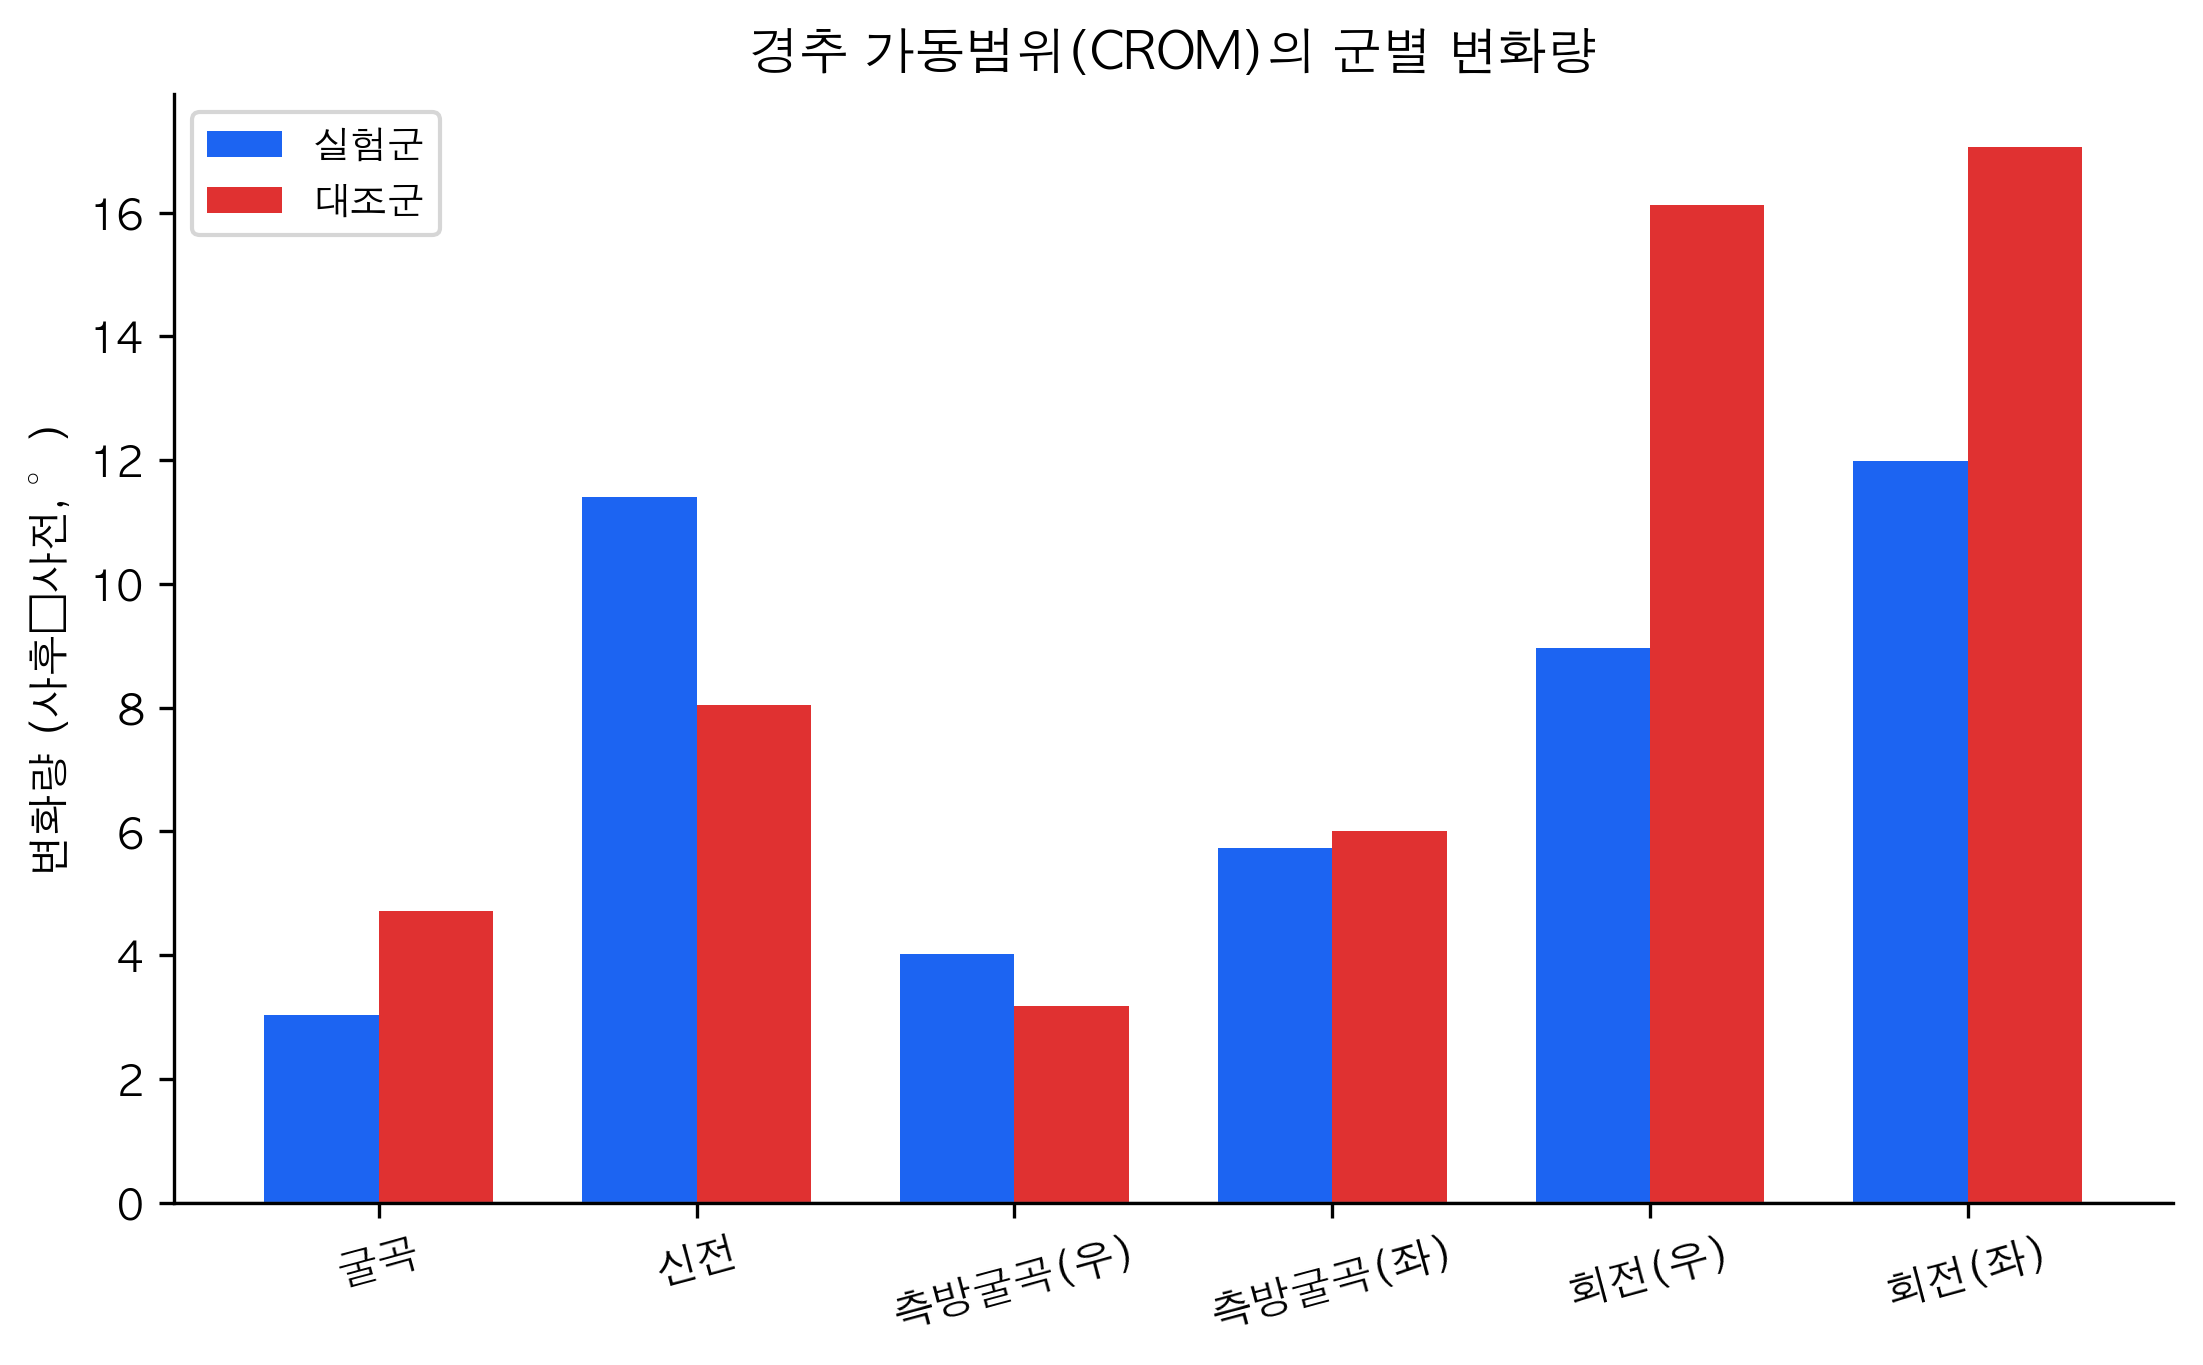 경추 가동범위(CROM)의 군별 변화량
실험군
대조군
변화량 (사후□사전,° )
16
14
12
10
8
6
4
2
0
굴곡
신전
측방굴곡(우)
측방굴곡(좌)
회전(우)
회전(좌)